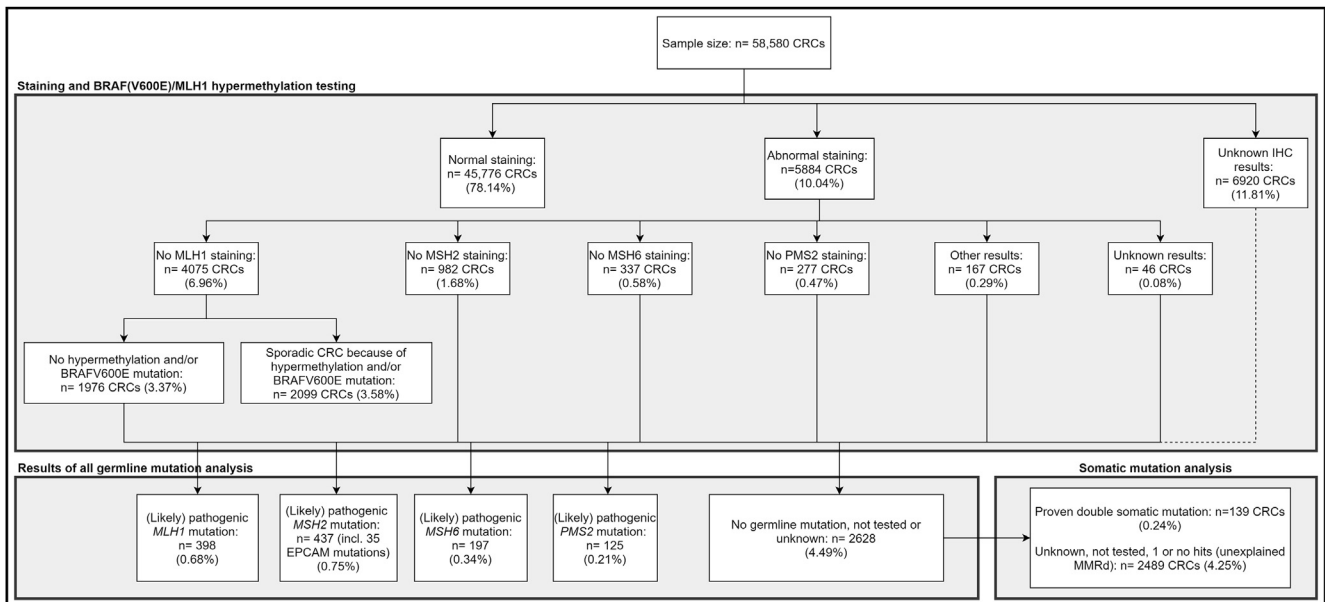 Sample size: n= 58,580 CRCs
Staining and BRAF(V600E)/MLH1 hypermethylation testing
Normal staining:
n= 45,776 CRCs
(78.14%)
Abnormal staining:
n=5884 CRCs
(10.04%)
Unknown IHC
results:
n= 6920 CRCs
(11.81%)
No MLH1 staining:
n= 4075 CRCs
(6.96%)
No MSH2 staining:
n= 982 CRCs
(1.68%)
No MSH6 staining:
n= 337 CRCs
(0.58%)
No PMS2 staining:
n= 277 CRCs
(0.47%)
Other results:
n= 167 CRCs
(0.29%)
Unknown results:
n= 46 CRCs
(0.08%)
No hypermethylation and/or
BRAFV600E mutation:
n= 1976 CRCs (3.37%)
Sporadic CRC because of
hypermethylation and/or
BRAFV600E mutation:
n= 2099 CRCs (3.58%)
Results of all germline mutation analysis
(Likely) pathogenic
MLH1 mutation:
n= 398
(0.68%)
(Likely) pathogenic
MSH2 mutation:
n= 437 (incl. 35
EPCAM mutations)
(0.75%)
(Likely) pathogenic
MSH6 mutation:
n= 197
(0.34%)
(Likely) pathogenic
PMS2 mutation:
n= 125
(0.21%)
No germline mutation, not tested or
unknown: n= 2628
(4.49%)
Somatic mutation analysis
Proven double somatic mutation: n=139 CRCs
(0.24%)
Unknown, not tested, 1 or no hits (unexplained
MMRd): n= 2489 CRCs (4.25%)